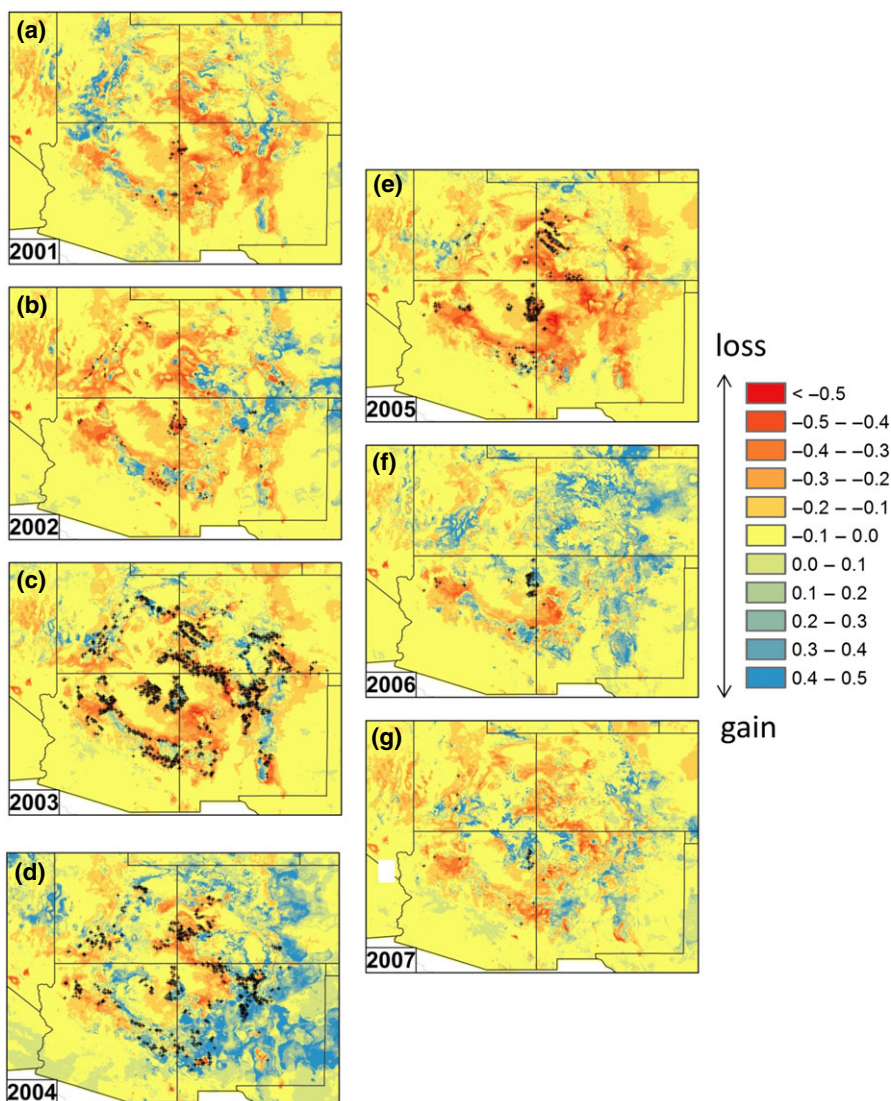 (a)
2001
(b)
2002
(c)
2003
(d)
2004
(e)
2005
(f)
2006
(g)
2007
loss
< –0.5
–0.5 – –0.4
–0.4 – –0.3
–0.3 – –0.2
–0.2 – –0.1
–0.1 – 0.0
0.0 – 0.1
0.1 – 0.2
0.2 – 0.3
0.3 – 0.4
0.4 – 0.5
gain